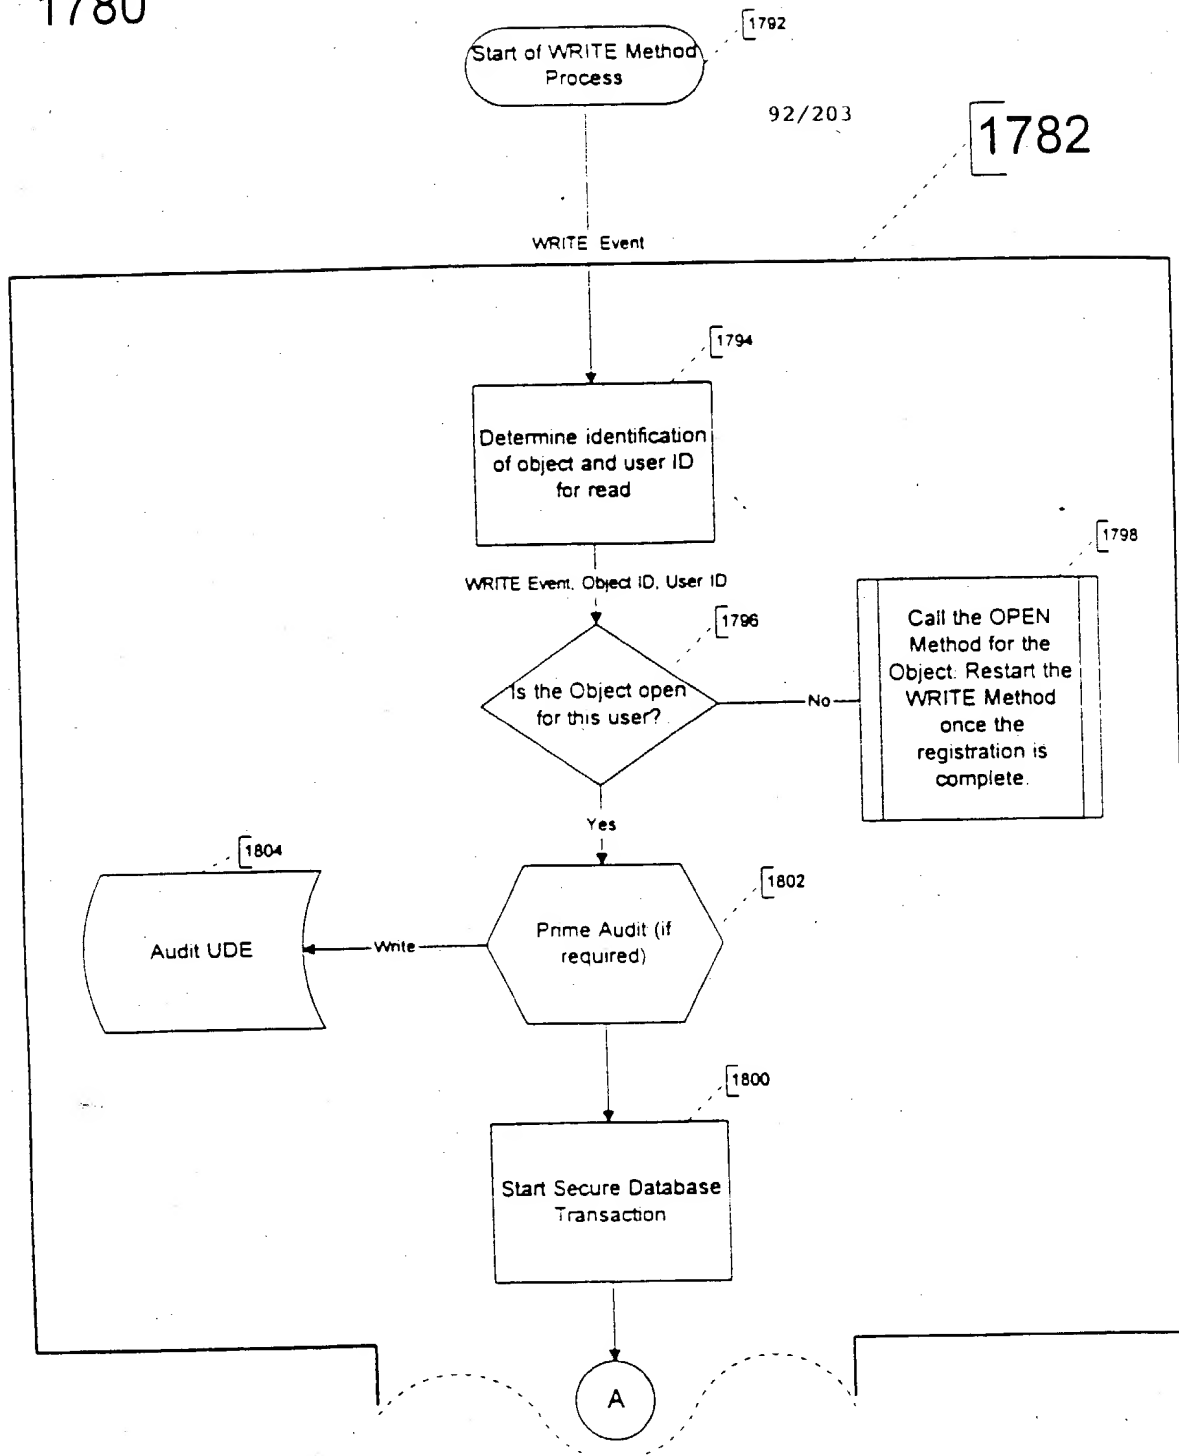 1780
1792
Start of WRITE Method
Process
92/203
1782
WRITE Event
1794
Determine identification
of object and user ID
for read
1798
WRITE Event, Object ID, User ID
1796
Call the OPEN
Method for the
Object. Restart the
WRITE Method
once the
registration is
complete.
Is the Object open
for this user?
No
Yes
1804
1802
Audit UDE
Write
Prime Audit (if
required)
1800
Start Secure Database
Transaction
A